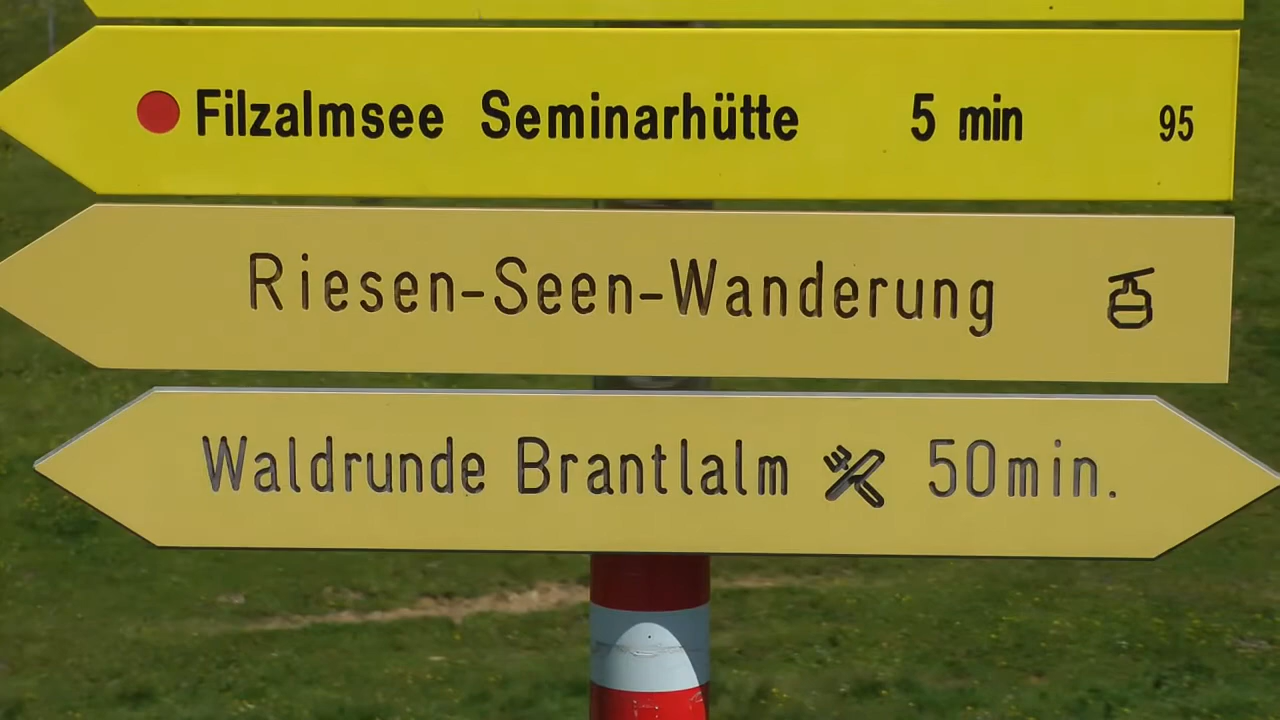 Filzalmsee Seminarhütte 5 min 95
Riesen-Seen-Wanderung
Waldrunde Brantlalm 50min.